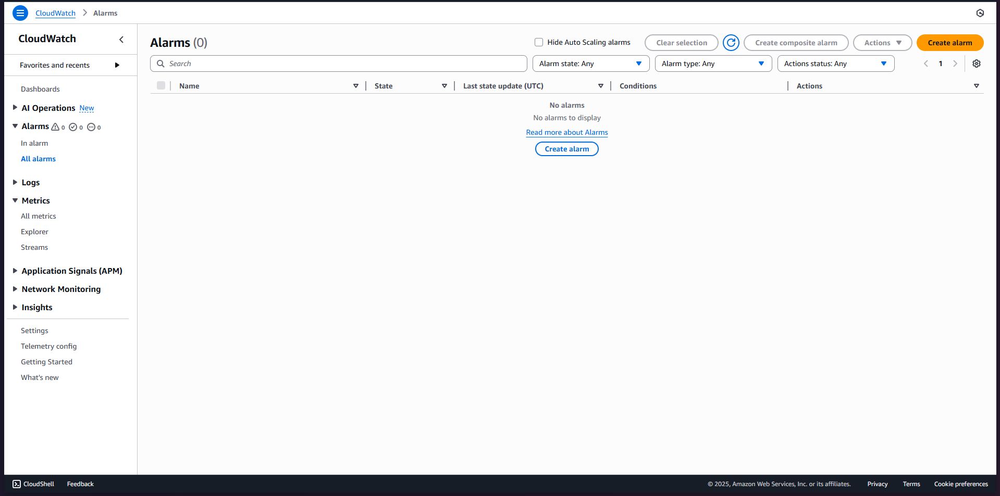 CloudWatch > Alarms
CloudWatch
Favorites and recents
Dashboards
AI Operations New
Alarms 0 0 0
In alarm
All alarms
Logs
Metrics
All metrics
Explorer
Streams
Application Signals (APM)
Network Monitoring
Insights
Settings
Telemetry config
Getting Started
What's new
Alarms (0)
Hide Auto Scaling alarms
Clear selection
Create composite alarm
Actions
Create alarm
Search
Alarm state: Any
Alarm type: Any
Actions status: Any
1
Name State Last state update (UTC) Conditions Actions
No alarms
No alarms to display
Read more about Alarms
Create alarm
CloudShell Feedback © 2025, Amazon Web Services, Inc. or its affiliates. Privacy Terms Cookie preferences